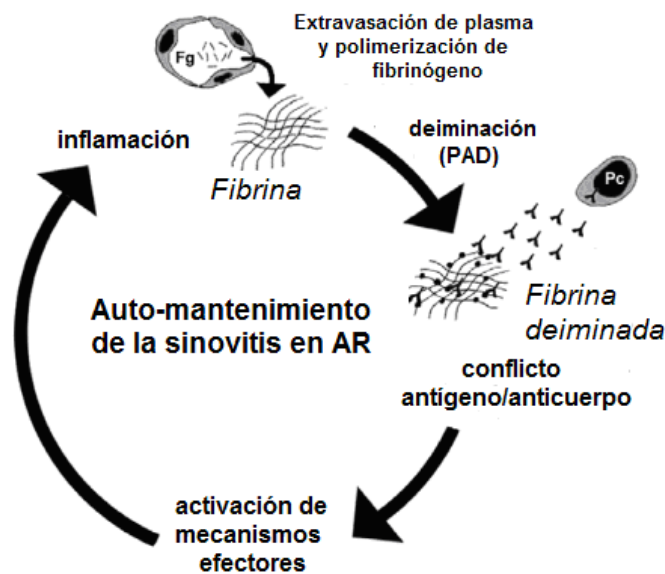 Extravasación de plasma
y polimerización de
fibrinógeno
Fg
inflamación
Fibrina
deiminación
(PAD)
Pc
Fibrina
deiminada
Auto-mantenimiento
de la sinovitis en AR
conflicto
antígeno/anticuerpo
activación de
mecanismos
efectores